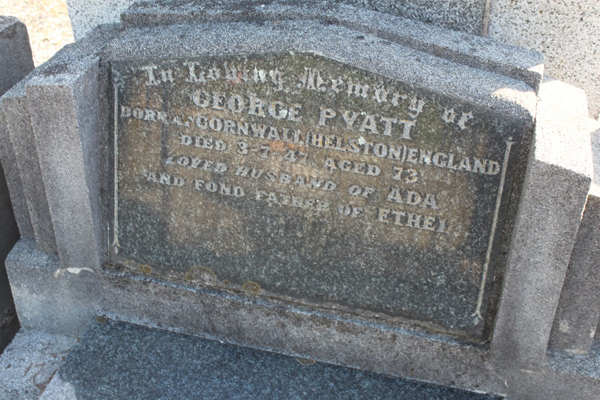 In Loving Memory of
GEORGE PYATT
BORN AT CORNWALL (HELSTON) ENGLAND
DIED 3-7-47. AGED 73
LOVED HUSBAND OF ADA
AND FOND FATHER OF ETHEL